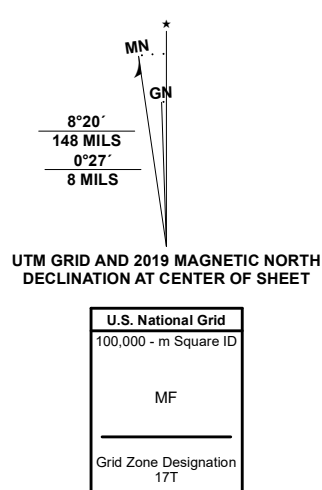 ★
MN
GN
8°20´
148 MILS
0°27´
8 MILS
UTM GRID AND 2019 MAGNETIC NORTH
DECLINATION AT CENTER OF SHEET
U.S. National Grid
100,000 - m Square ID
MF
Grid Zone Designation
17T